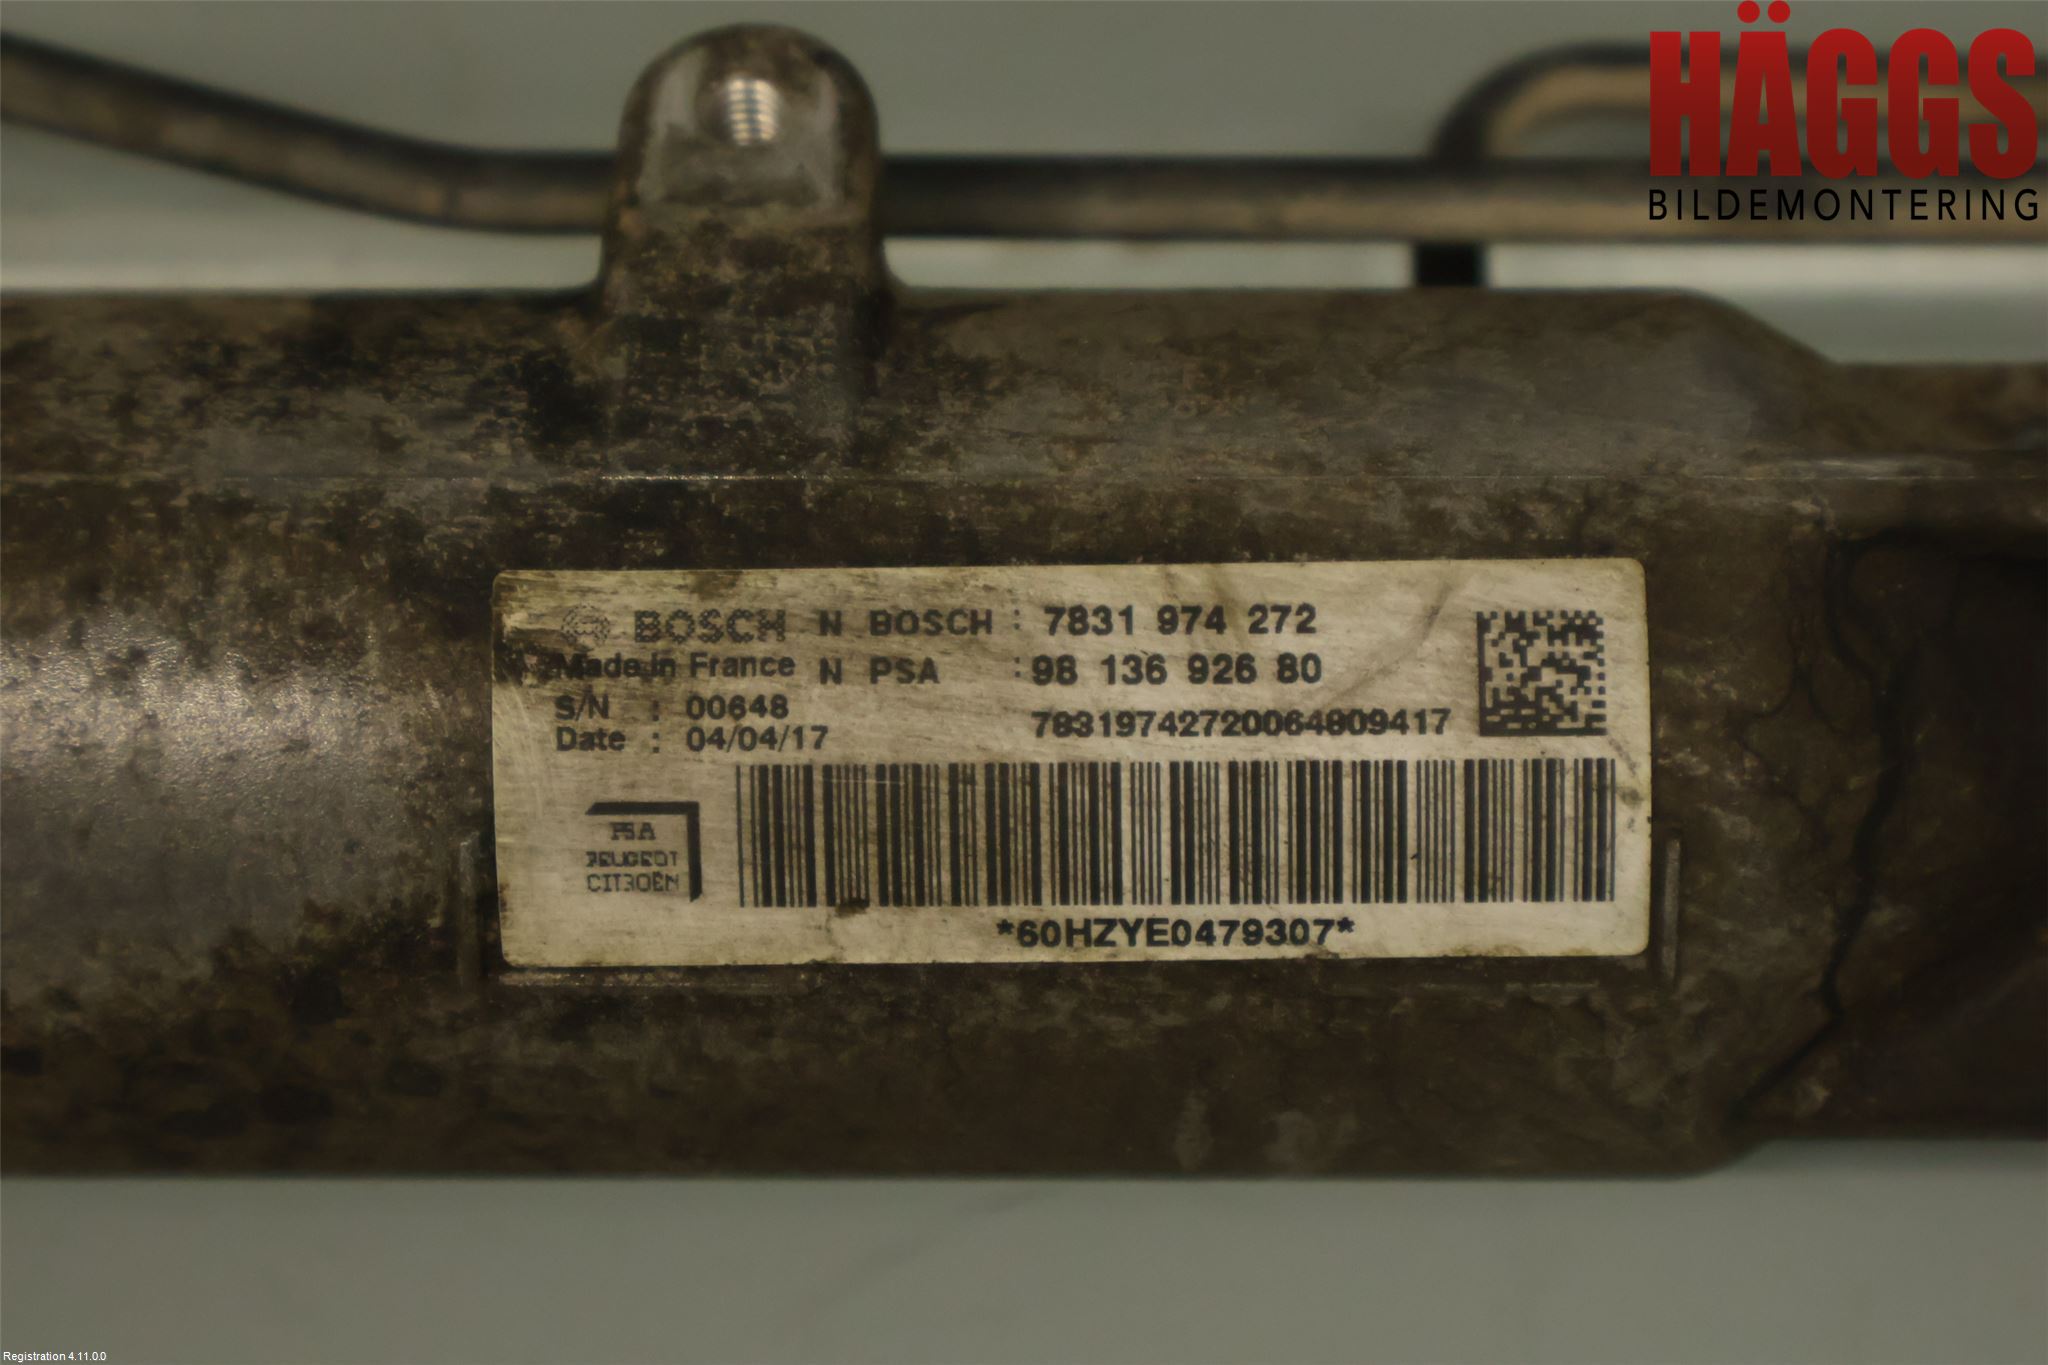 HÄGGS
BILDEMONTERING
BOSCH N BOSCH : 7831 974 272
Made in France N PSA : 98 136 926 80
S/N : 00648
78319742720064809417
Date : 04/04/17
PSA
PEUGEOT
CITROËN
*60HZYE0479307*
Registration 4.11.0.0